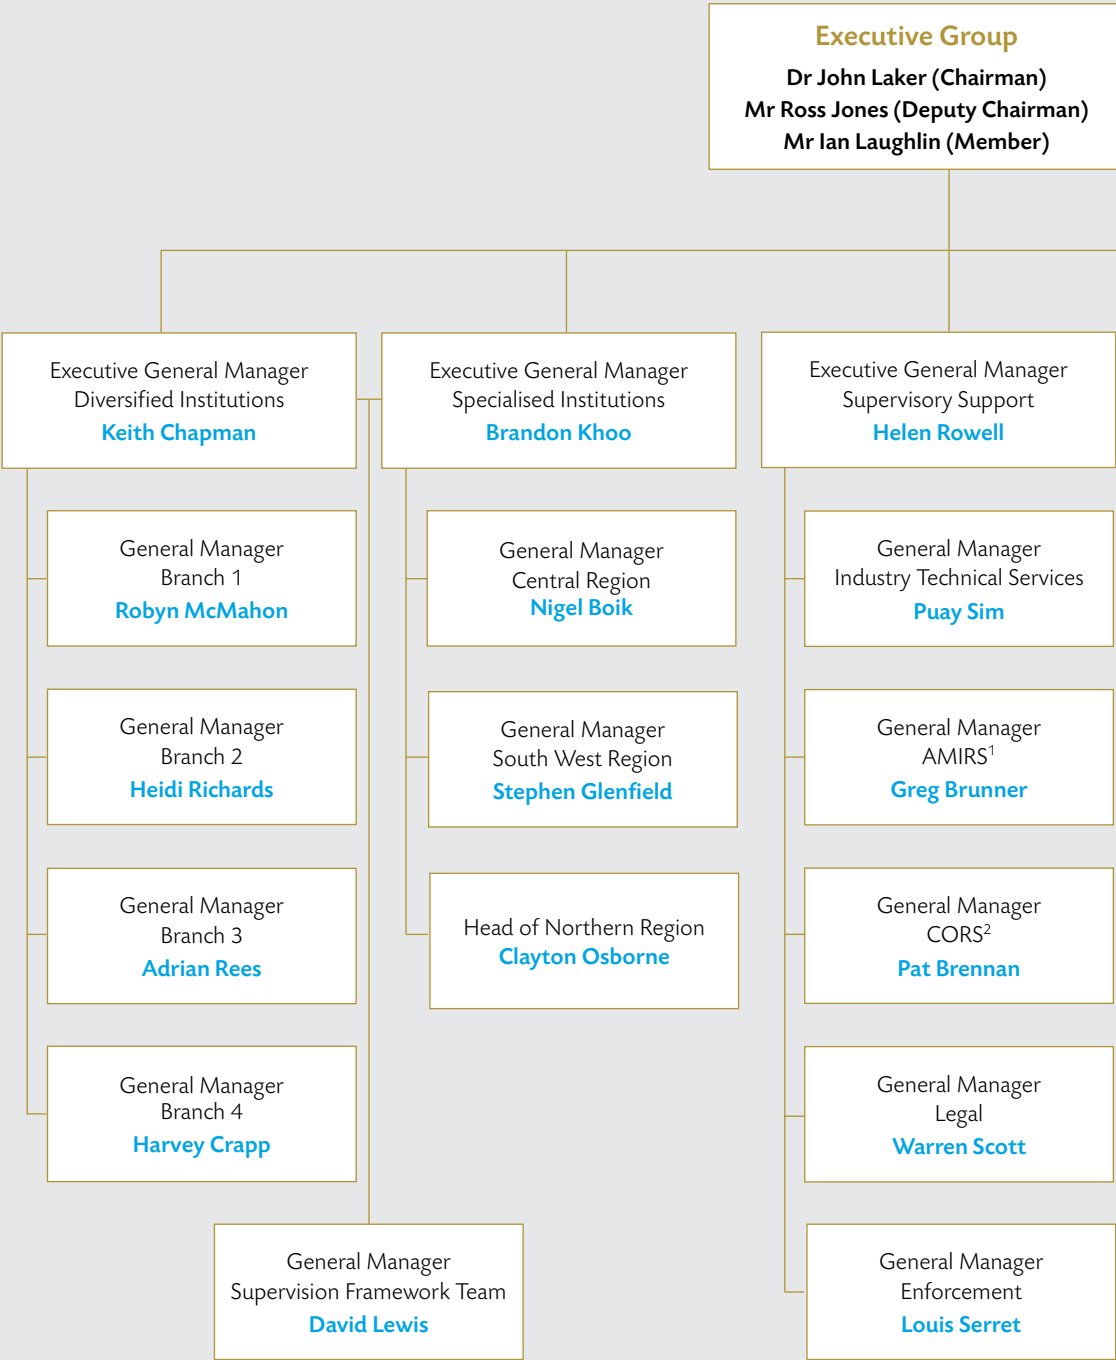 Executive Group
Dr John Laker (Chairman)
Mr Ross Jones (Deputy Chairman)
Mr Ian Laughlin (Member)
Executive General Manager
Diversified Institutions
Keith Chapman
Executive General Manager
Specialised Institutions
Brandon Khoo
Executive General Manager
Supervisory Support
Helen Rowell
General Manager
Branch 1
Robyn McMahon
General Manager
Central Region
Nigel Boik
General Manager
Industry Technical Services
Puay Sim
General Manager
Branch 2
Heidi Richards
General Manager
South West Region
Stephen Glenfield
General Manager
AMIRS¹
Greg Brunner
General Manager
Branch 3
Adrian Rees
Head of Northern Region
Clayton Osborne
General Manager
CORS²
Pat Brennan
General Manager
Branch 4
Harvey Crapp
General Manager
Legal
Warren Scott
General Manager
Supervision Framework Team
David Lewis
General Manager
Enforcement
Louis Serret